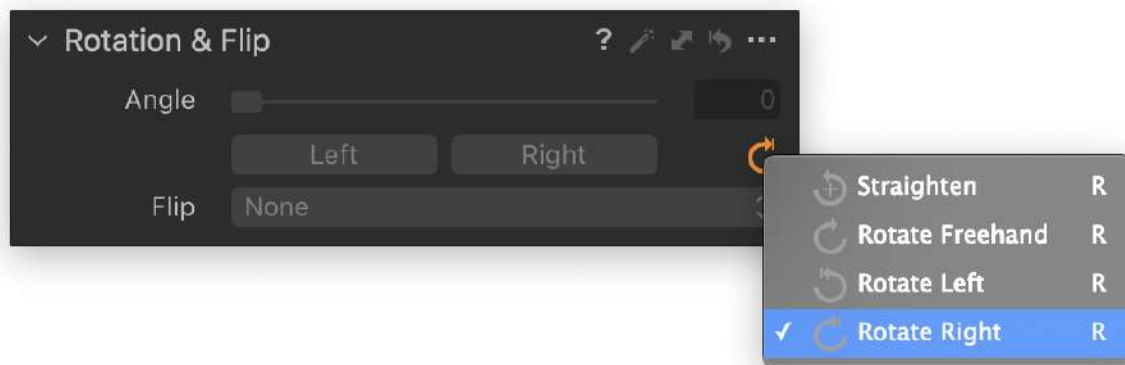 Rotation & Flip ? ...
Angle 0
Left Right
Flip None
Straighten R
Rotate Freehand R
Rotate Left R
Rotate Right R